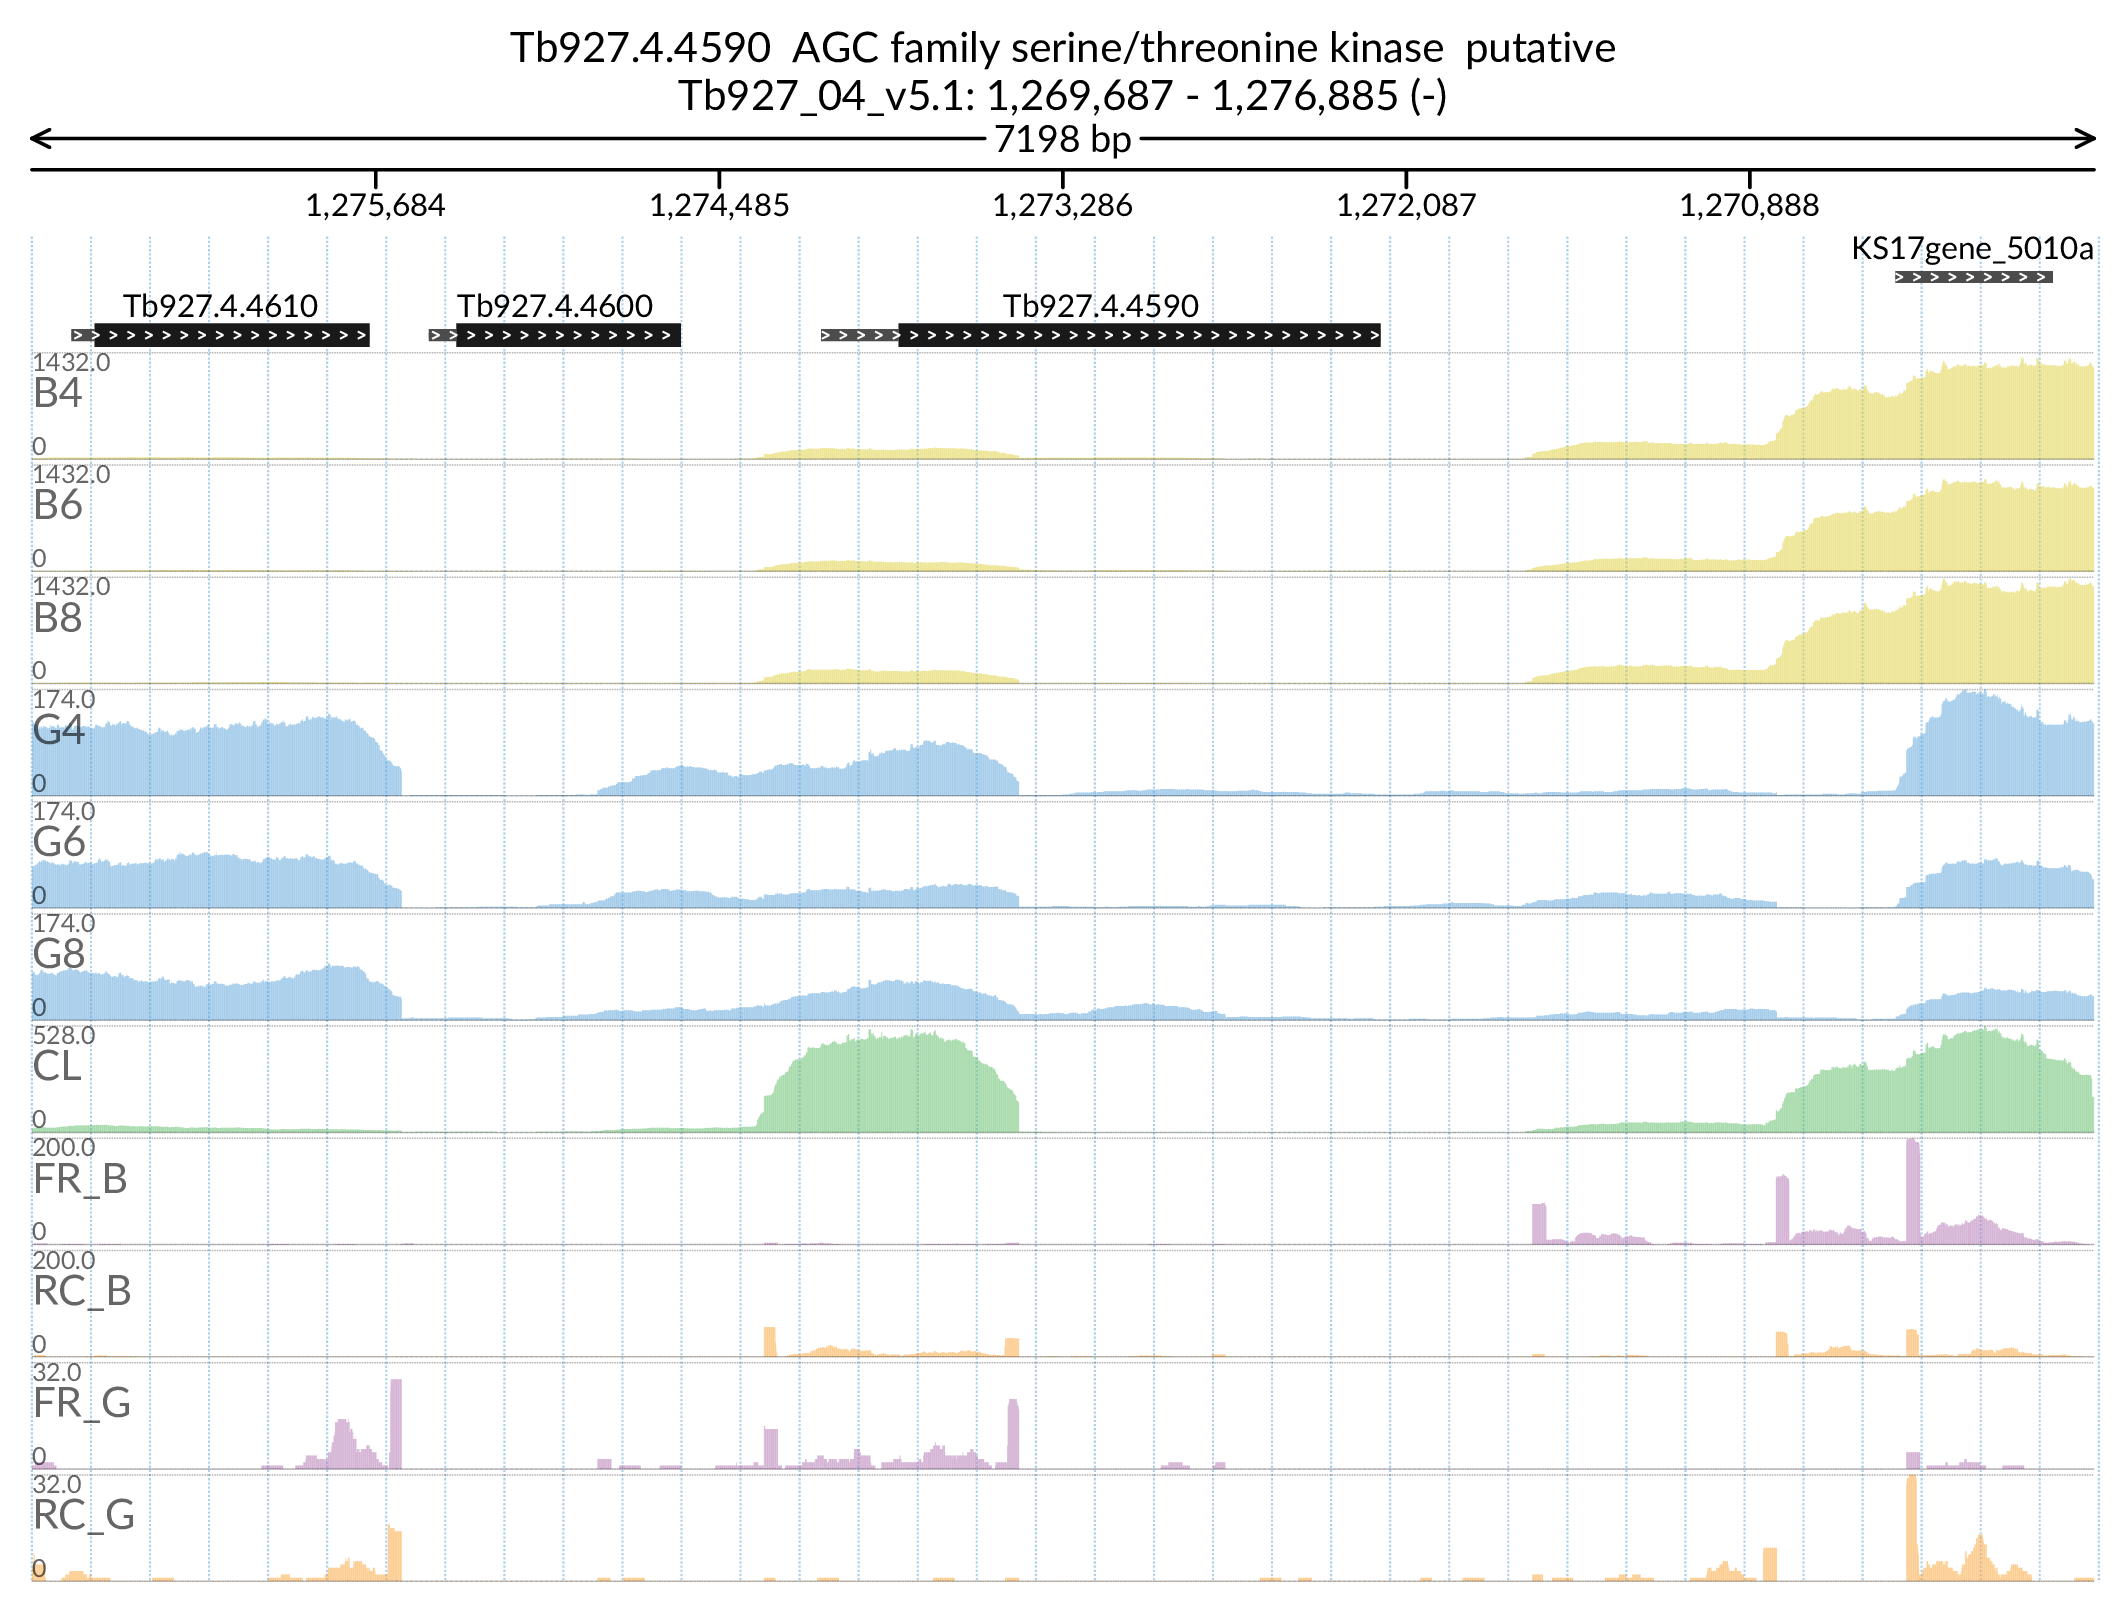 Tb927.4.4590  AGC family serine/threonine kinase  putative
Tb927_04_v5.1: 1,269,687 - 1,276,885 (-)
7198 bp
1,275,684 1,274,485 1,273,286 1,272,087 1,270,888
KS17gene_5010a
Tb927.4.4610 Tb927.4.4600 Tb927.4.4590
1432.0
B4
0
1432.0
B6
0
1432.0
B8
0
174.0
G4
0
174.0
G6
0
174.0
G8
0
528.0
CL
0
200.0
FR_B
0
200.0
RC_B
0
32.0
FR_G
0
32.0
RC_G
0